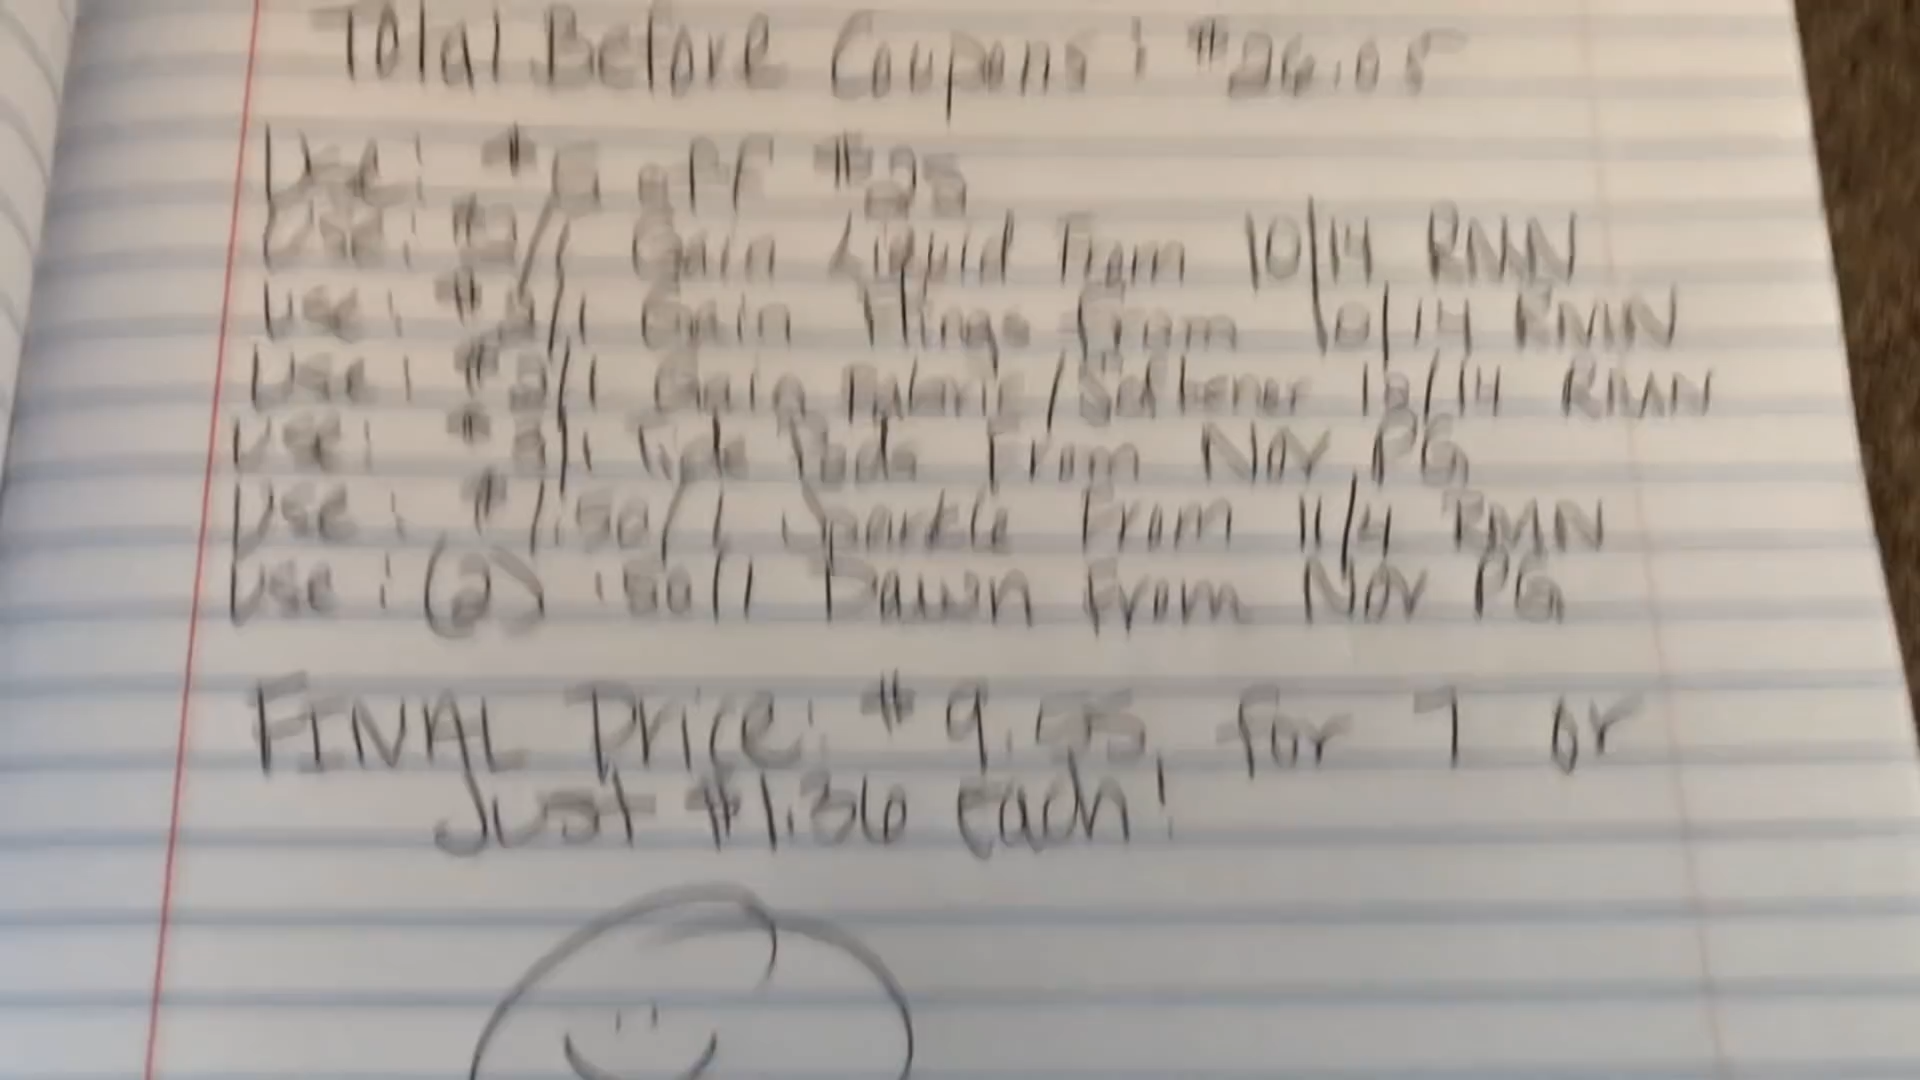 Total Before Coupons: $26.05
Use: $5 off $25
Use: $2/1 Gain Liquid From 10/14 RMN
Use: $2/1 Gain Flings From 10/14 RMN
Use: $2/1 Gain Fabric/Softener 10/14 RMN
Use: $3/1 Tide Pods From Nov PG
Use: $1.50/1 Sparkle From 11/4 RMN
Use: (2) .50/1 Dawn From Nov PG
FINAL Price: $9.55 for 7 or
Just $1.36 each!